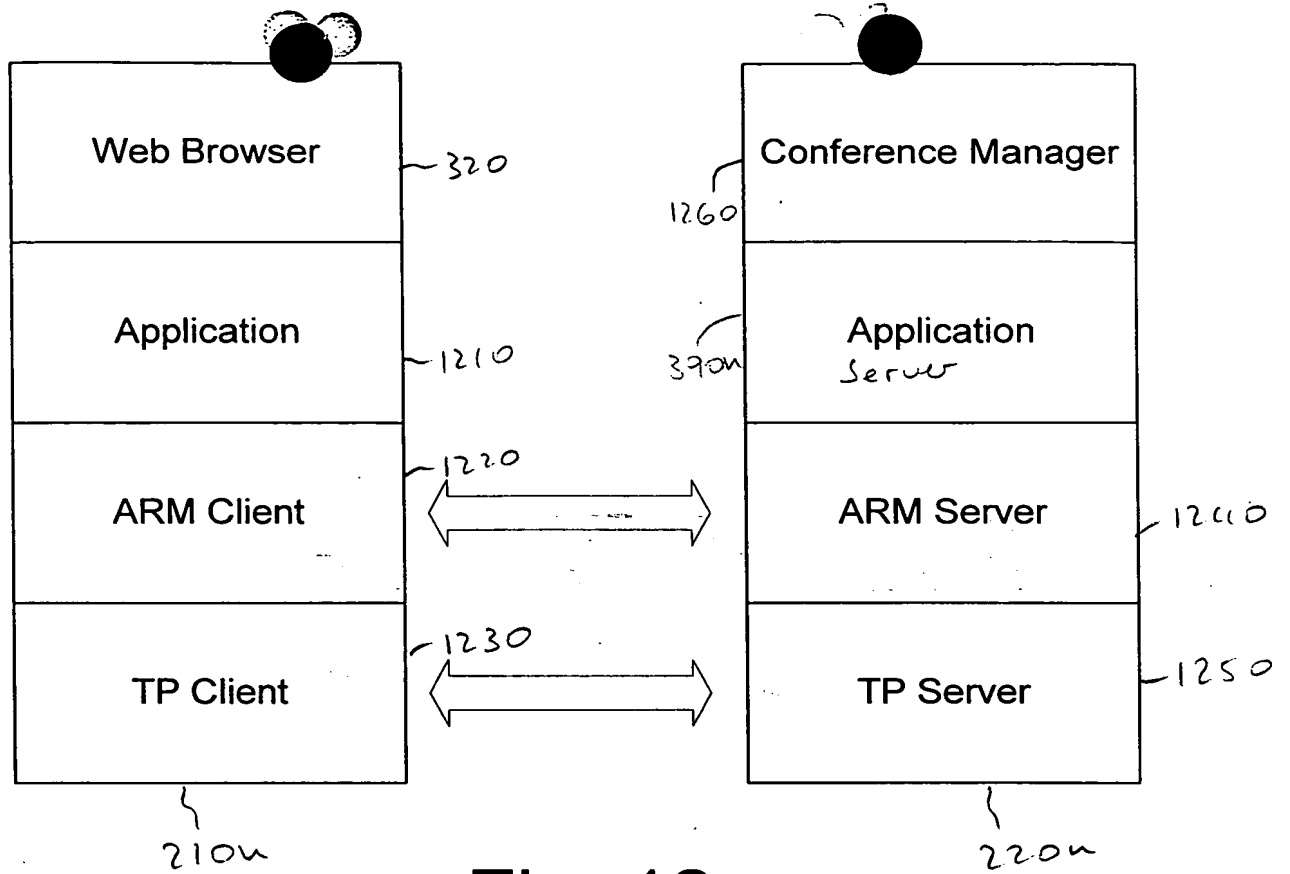 Web Browser
320
Conference Manager
1260
Application
1210
Application
Server
390n
ARM Client
1220
ARM Server
1240
TP Client
1230
TP Server
1250
210n
220n